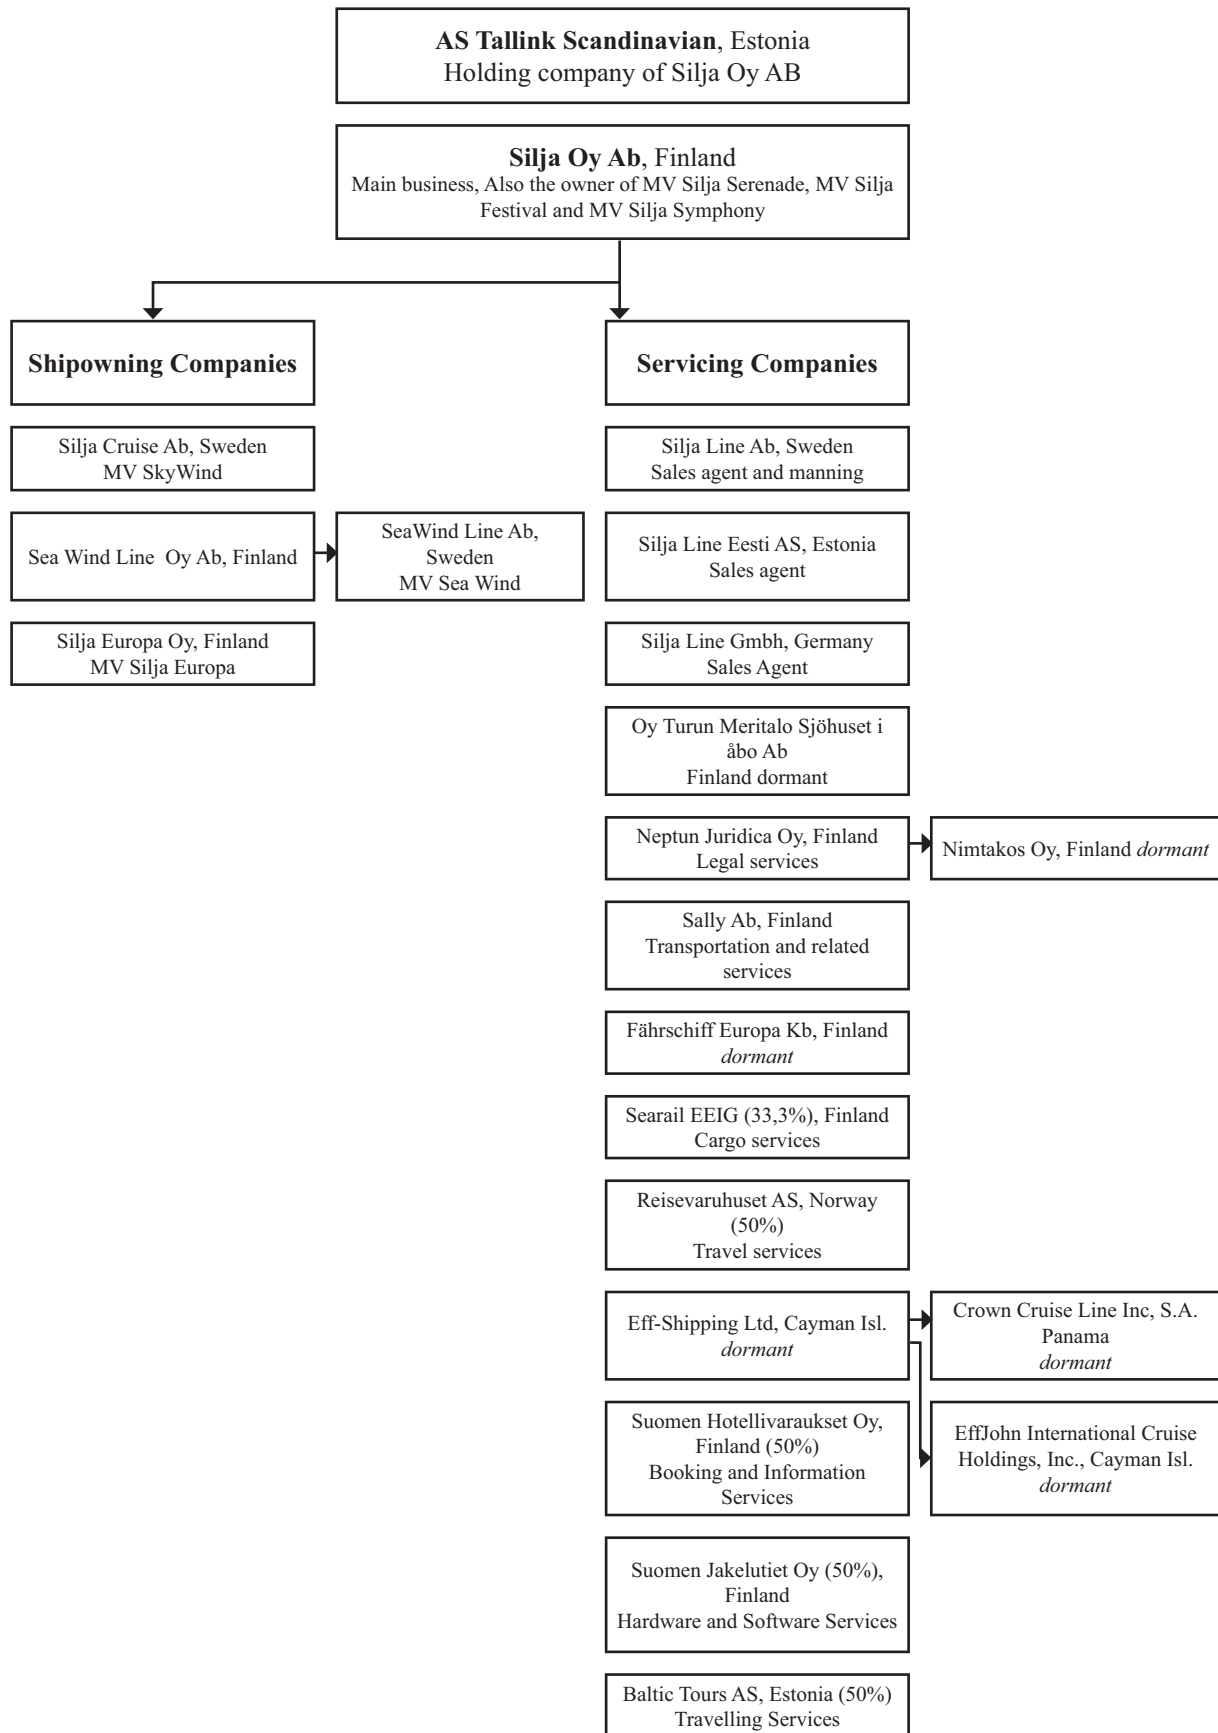 AS Tallink Scandinavian, Estonia
Holding company of Silja Oy AB
Silja Oy Ab, Finland
Main business, Also the owner of MV Silja Serenade, MV Silja
Festival and MV Silja Symphony
Shipowning Companies
Servicing Companies
Silja Cruise Ab, Sweden
MV SkyWind
Silja Line Ab, Sweden
Sales agent and manning
Sea Wind Line  Oy Ab, Finland
SeaWind Line Ab,
Sweden
MV Sea Wind
Silja Line Eesti AS, Estonia
Sales agent
Silja Europa Oy, Finland
MV Silja Europa
Silja Line Gmbh, Germany
Sales Agent
Oy Turun Meritalo Sjöhuset i
åbo Ab
Finland dormant
Neptun Juridica Oy, Finland
Legal services
Nimtakos Oy, Finland dormant
Sally Ab, Finland
Transportation and related
services
Fährschiff Europa Kb, Finland
dormant
Searail EEIG (33,3%), Finland
Cargo services
Reisevaruhuset AS, Norway
(50%)
Travel services
Eff-Shipping Ltd, Cayman Isl.
dormant
Crown Cruise Line Inc, S.A.
Panama
dormant
Suomen Hotellivaraukset Oy,
Finland (50%)
Booking and Information
Services
EffJohn International Cruise
Holdings, Inc., Cayman Isl.
dormant
Suomen Jakelutiet Oy (50%),
Finland
Hardware and Software Services
Baltic Tours AS, Estonia (50%)
Travelling Services